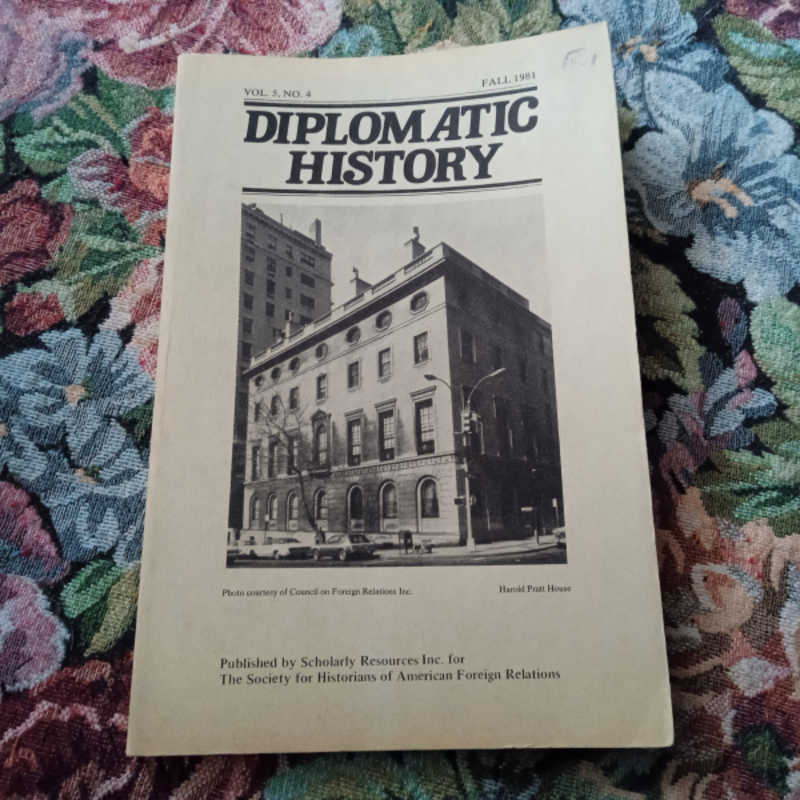 VOL. 5, NO. 4
FALL 1981
DIPLOMATIC
HISTORY
Photo courtesy of Council on Foreign Relations Inc.
Harold Pratt House
Published by Scholarly Resources Inc. for
The Society for Historians of American Foreign Relations